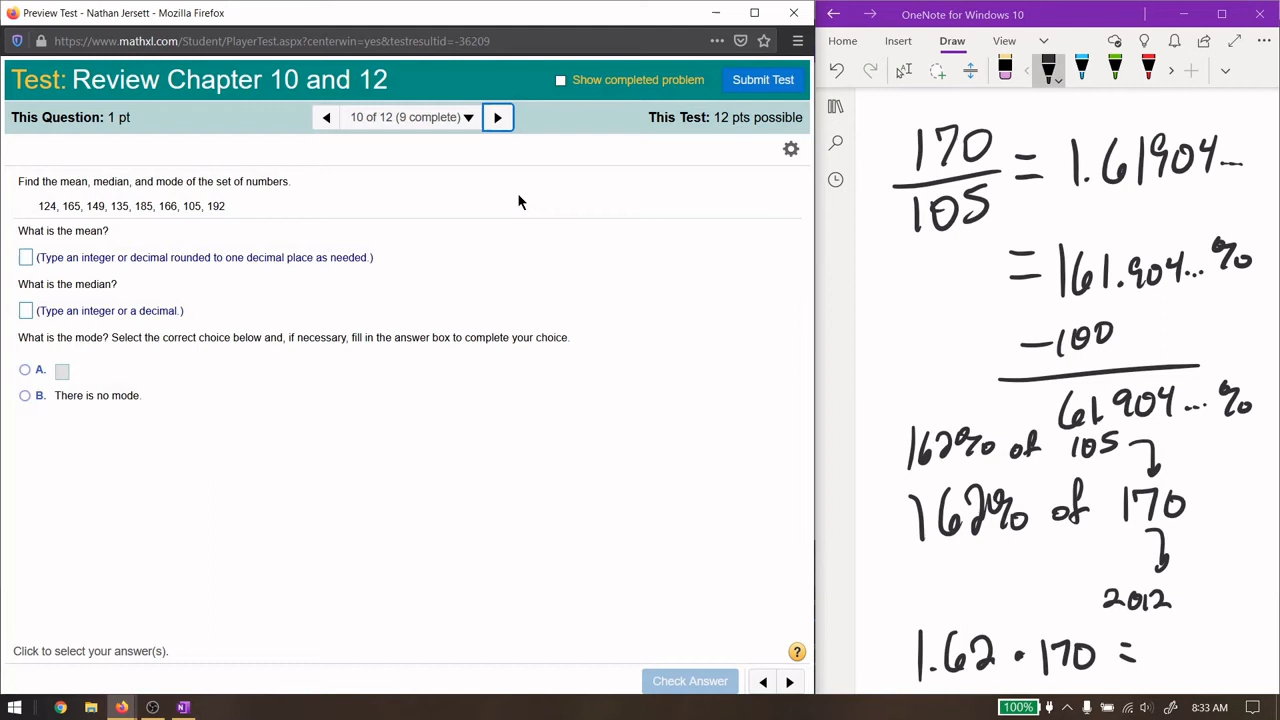 Preview Test - Nathan Jersett - Mozilla Firefox
https://www.mathxl.com/Student/PlayerTest.aspx?centerwin=yes&testresultid=-36209
Test: Review Chapter 10 and 12
Show completed problem
Submit Test
This Question: 1 pt
10 of 12 (9 complete)
This Test: 12 pts possible
Find the mean, median, and mode of the set of numbers.
124, 165, 149, 135, 185, 166, 105, 192
What is the mean?
(Type an integer or decimal rounded to one decimal place as needed.)
What is the median?
(Type an integer or a decimal.)
What is the mode? Select the correct choice below and, if necessary, fill in the answer box to complete your choice.
A.
B. There is no mode.
Click to select your answer(s).
?
Check Answer
OneNote for Windows 10
Home Insert Draw View
170
105
= 1.61904...
= 161.904...%
-100
61.904...%
162% of 105
162% of 170
2012
1.62 · 170 =
100%
8:33 AM